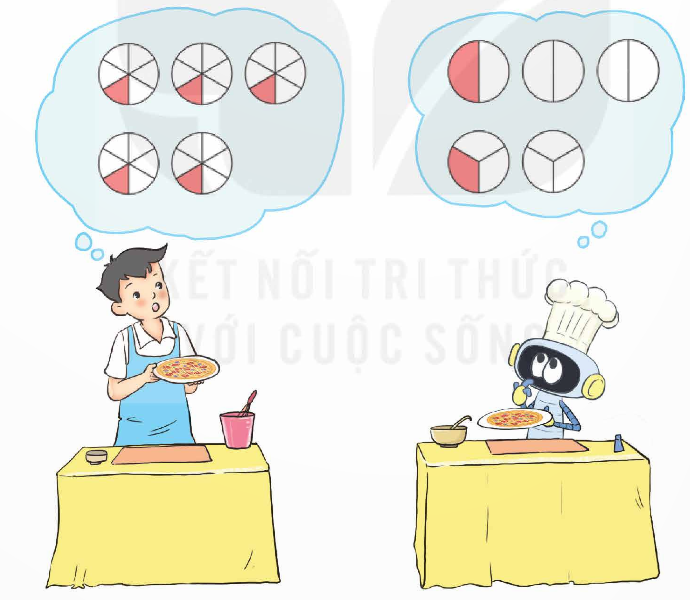 KẾT NỐI TRI THỨC
VỚI CUỘC SỐNG